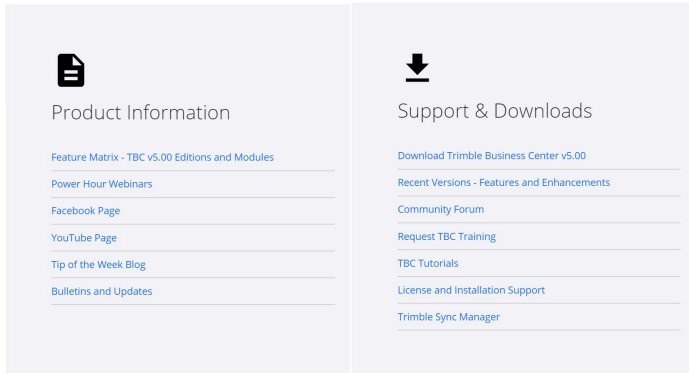 Product Information
Feature Matrix - TBC v5.00 Editions and Modules
Power Hour Webinars
Facebook Page
YouTube Page
Tip of the Week Blog
Bulletins and Updates
Support & Downloads
Download Trimble Business Center v5.00
Recent Versions - Features and Enhancements
Community Forum
Request TBC Training
TBC Tutorials
License and Installation Support
Trimble Sync Manager